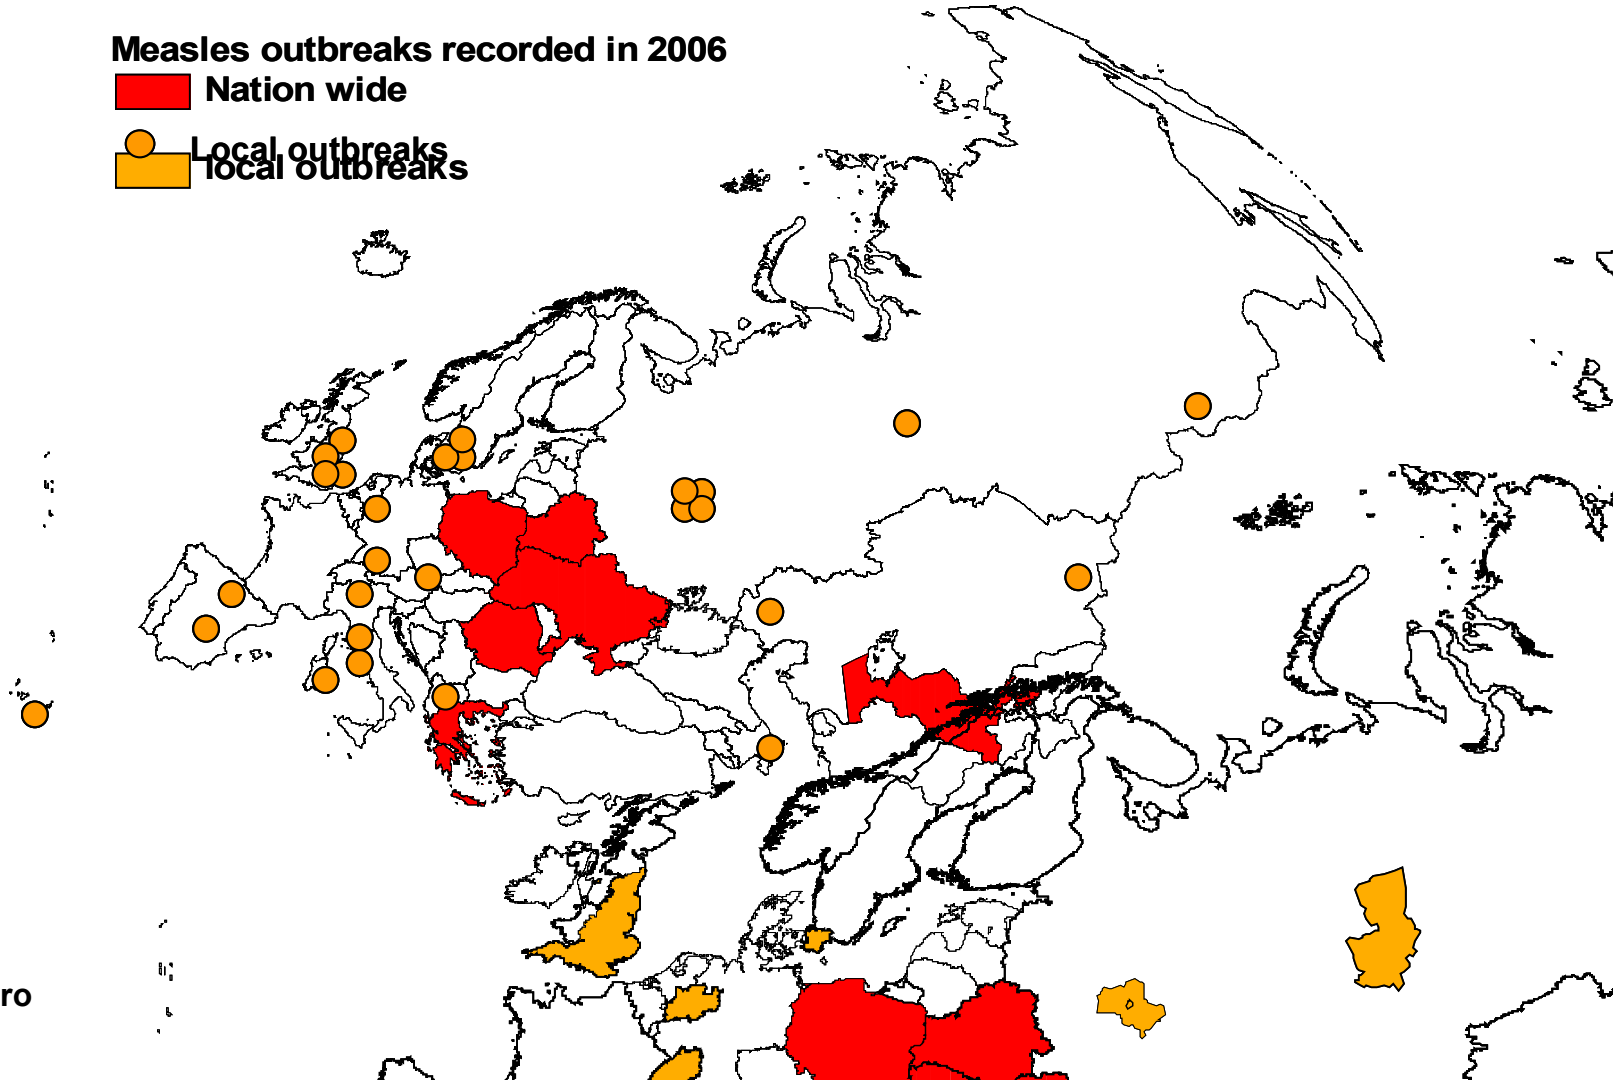 Measles outbreaks recorded in 2006
Nation wide
Local outbreaks
local outbreaks
ro